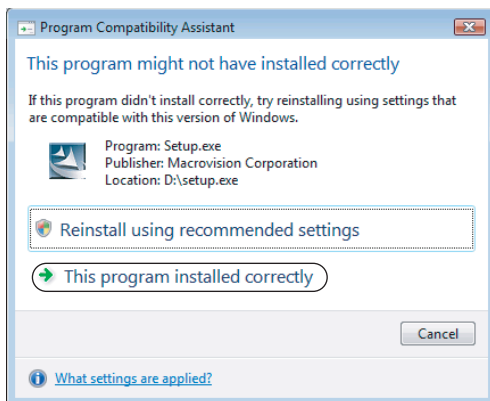 Program Compatibility Assistant
This program might not have installed correctly
If this program didn't install correctly, try reinstalling using settings that
are compatible with this version of Windows.
Program: Setup.exe
Publisher: Macrovision Corporation
Location: D:\setup.exe
Reinstall using recommended settings
This program installed correctly
Cancel
What settings are applied?